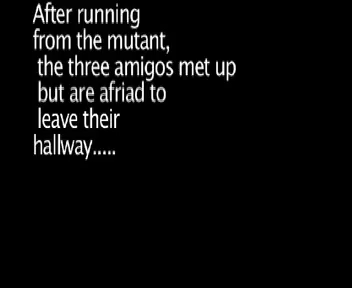 After running
from the mutant,
the three amigos met up
but are afriad to
leave their
hallway.....